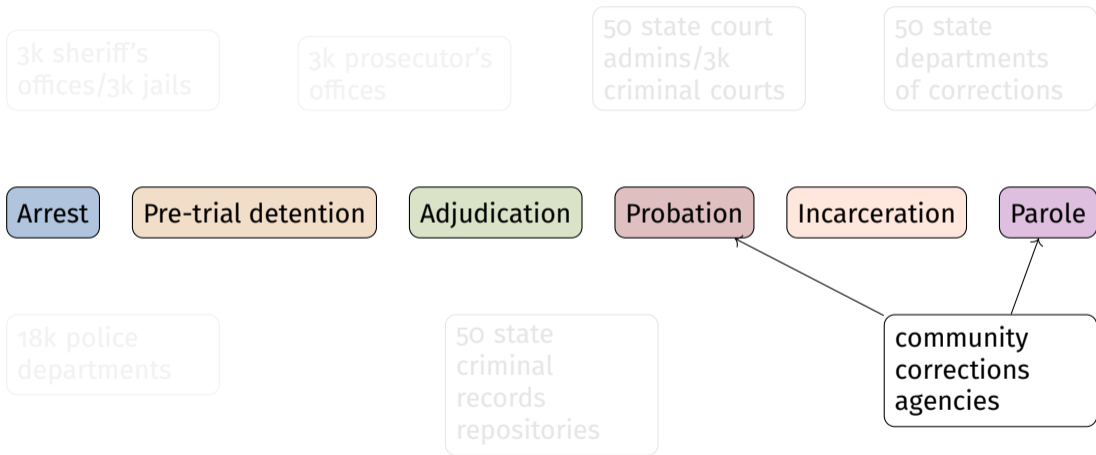 3k sheriff's
offices/3k jails
3k prosecutor's
offices
50 state court
admins/3k
criminal courts
50 state
departments
of corrections
Arrest
Pre-trial detention
Adjudication
Probation
Incarceration
Parole
18k police
departments
50 state
criminal
records
repositories
community
corrections
agencies